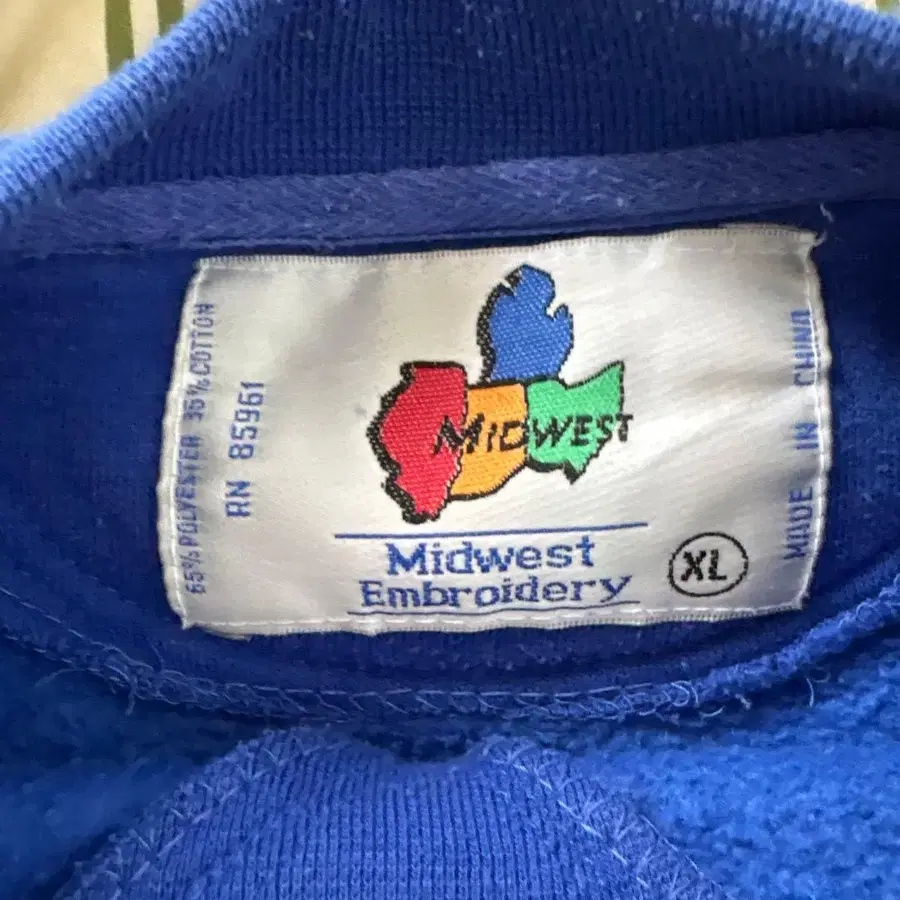 65% POLYESTER 35% COTTON
RN 85961
MIDWEST
Midwest
Embroidery
XL
MADE IN CHINA